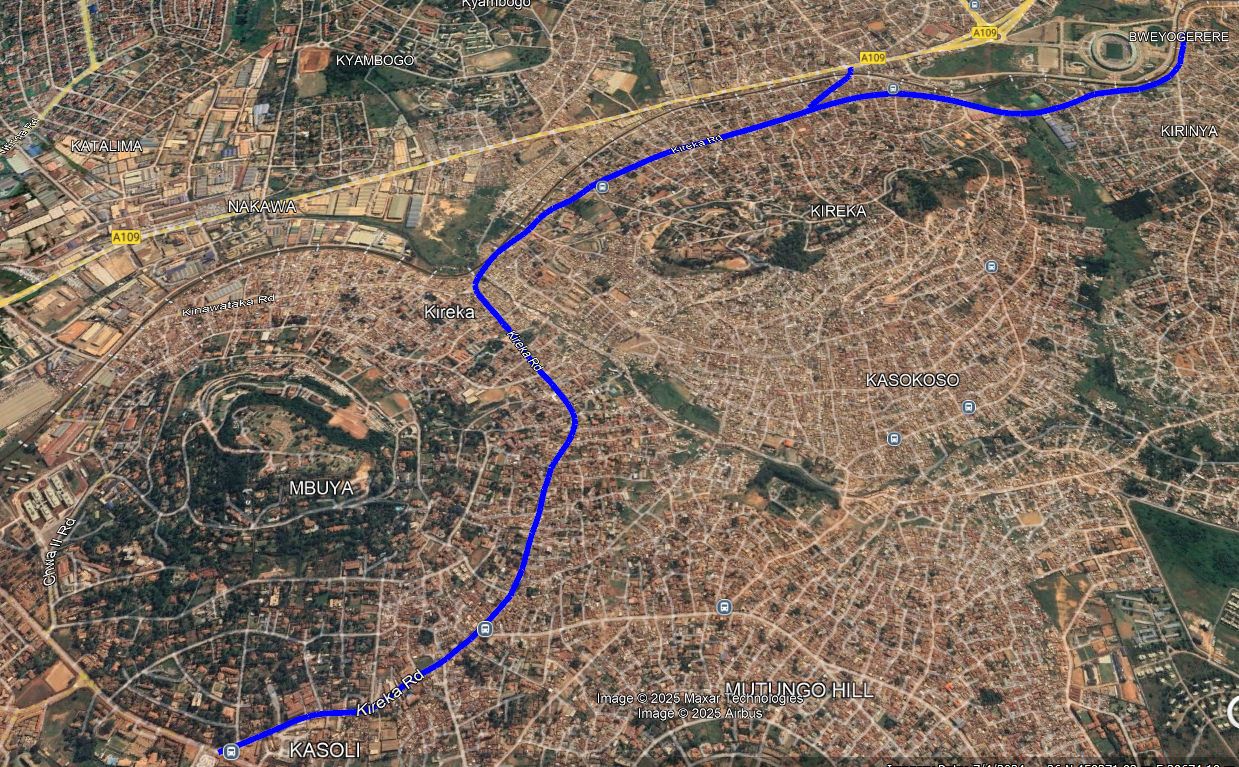 Kyambogo
A109
BWEYOGERERE
A109
KYAMBOGO
KATALIMA
Kireka Rd
KIRINYA
NAKAWA
KIREKA
A109
Kinawataka Rd
Kireka
Kireka Rd
KASOKOSO
MBUYA
Chwa II Rd
Kireka Rd
MUTUNGO HILL
Image © 2025 Maxar Technologies
Image © 2025 Airbus
KASOLI